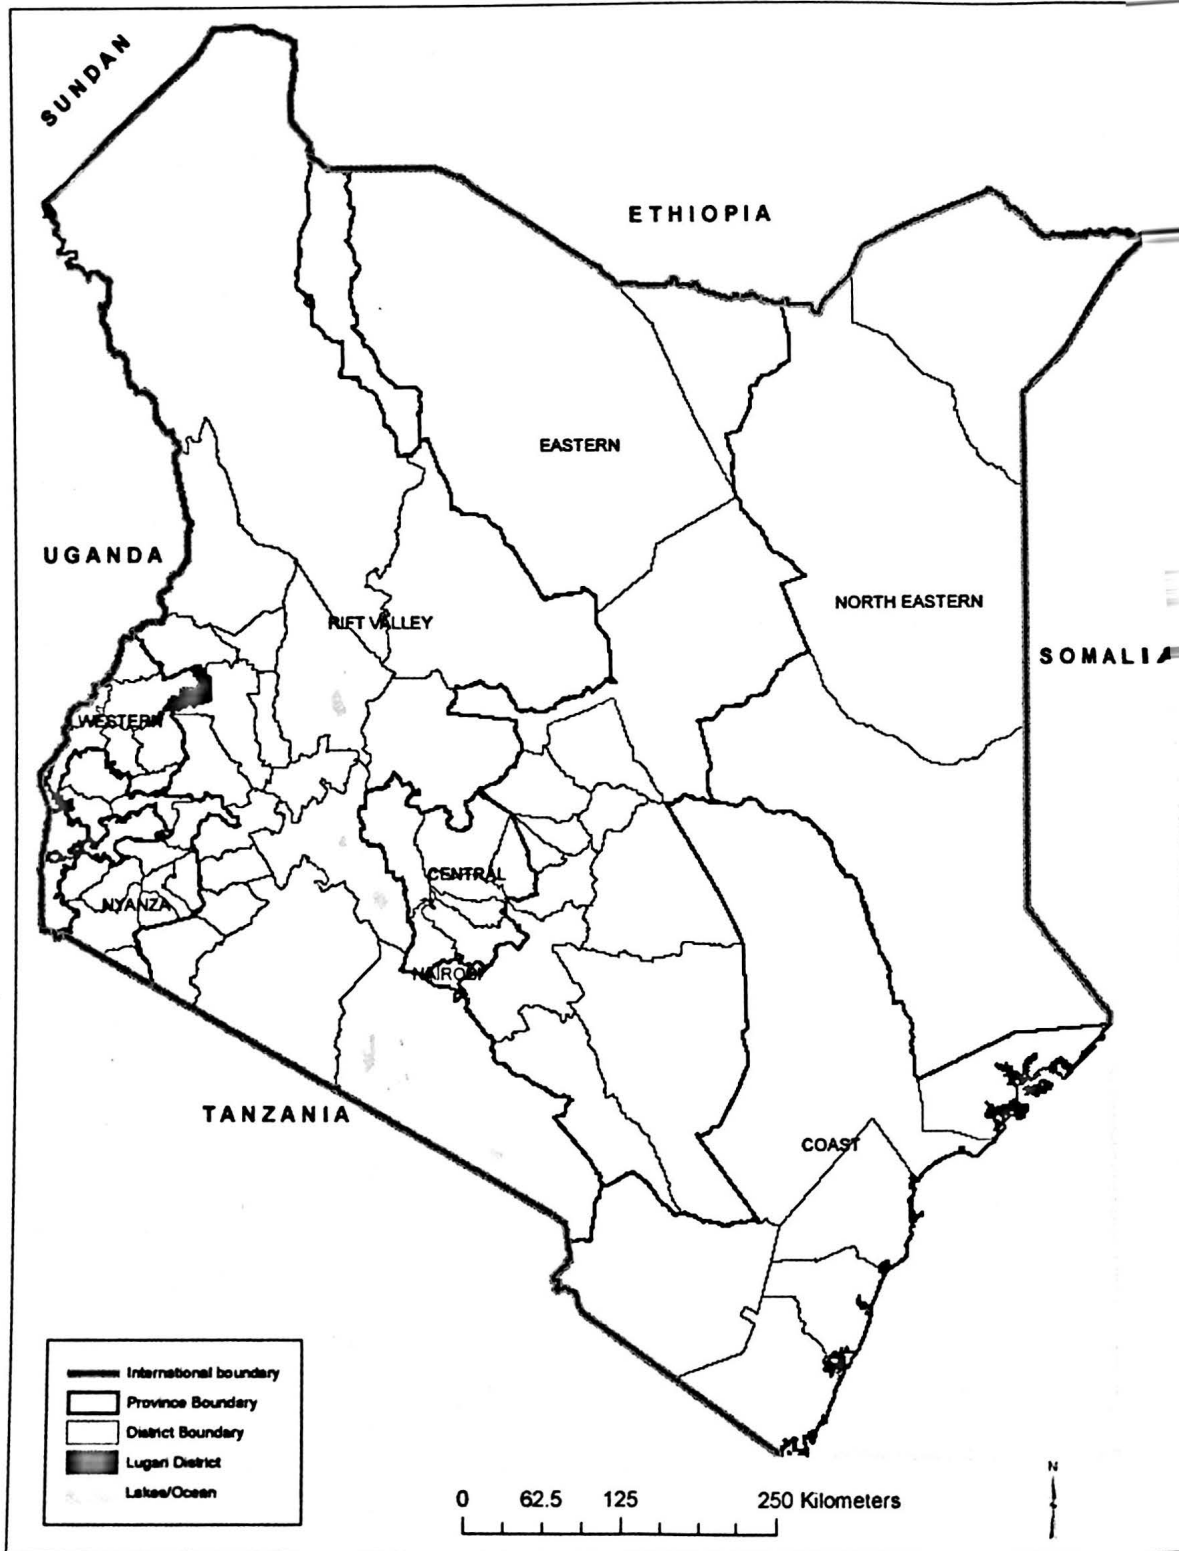 SUNDAN
ETHIOPIA
EASTERN
UGANDA
NORTH EASTERN
RIFT VALLEY
SOMALIA
WESTERN
CENTRAL
NYANZA
NAIROBI
TANZANIA
COAST
International boundary
Province Boundary
District Boundary
Lugari District
Lakes/Ocean
N
0 62.5 125 250 Kilometers